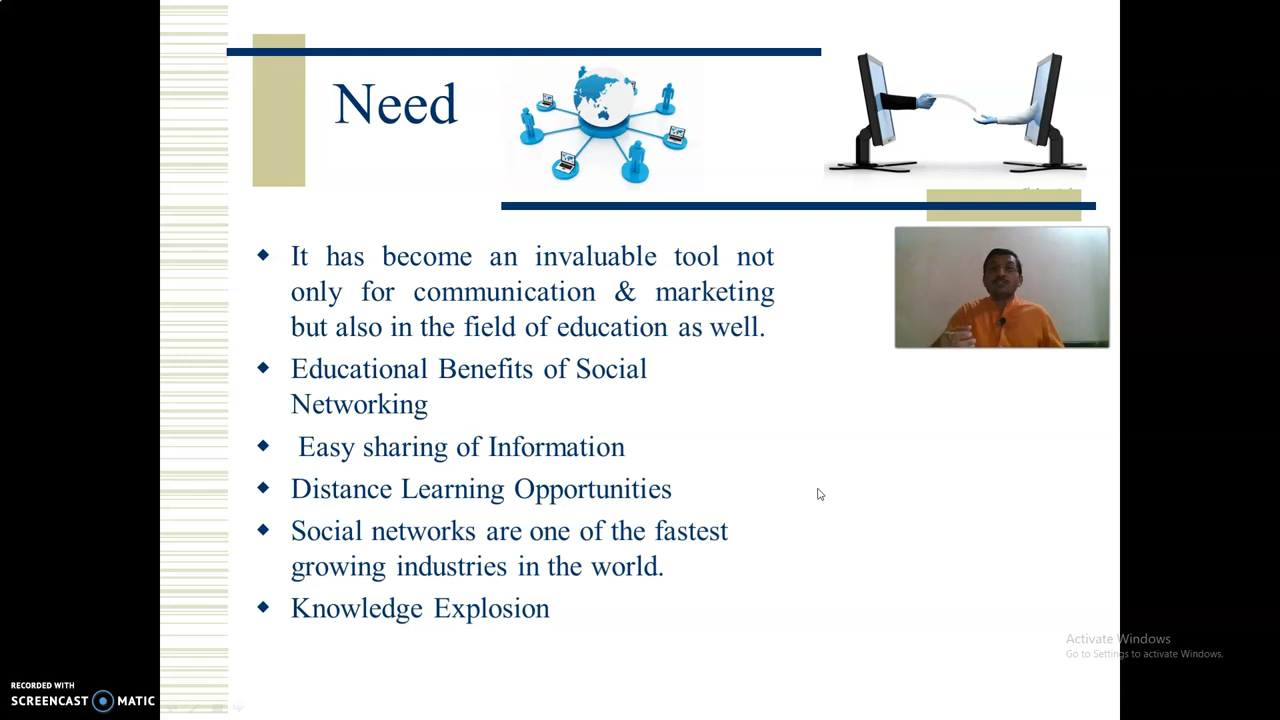 Need
It has become an invaluable tool not
only for communication & marketing
but also in the field of education as well.
Educational Benefits of Social
Networking
Easy sharing of Information
Distance Learning Opportunities
Social networks are one of the fastest
growing industries in the world.
Knowledge Explosion
Activate Windows
Go to Settings to activate Windows.
RECORDED WITH
SCREENCAST MATIC